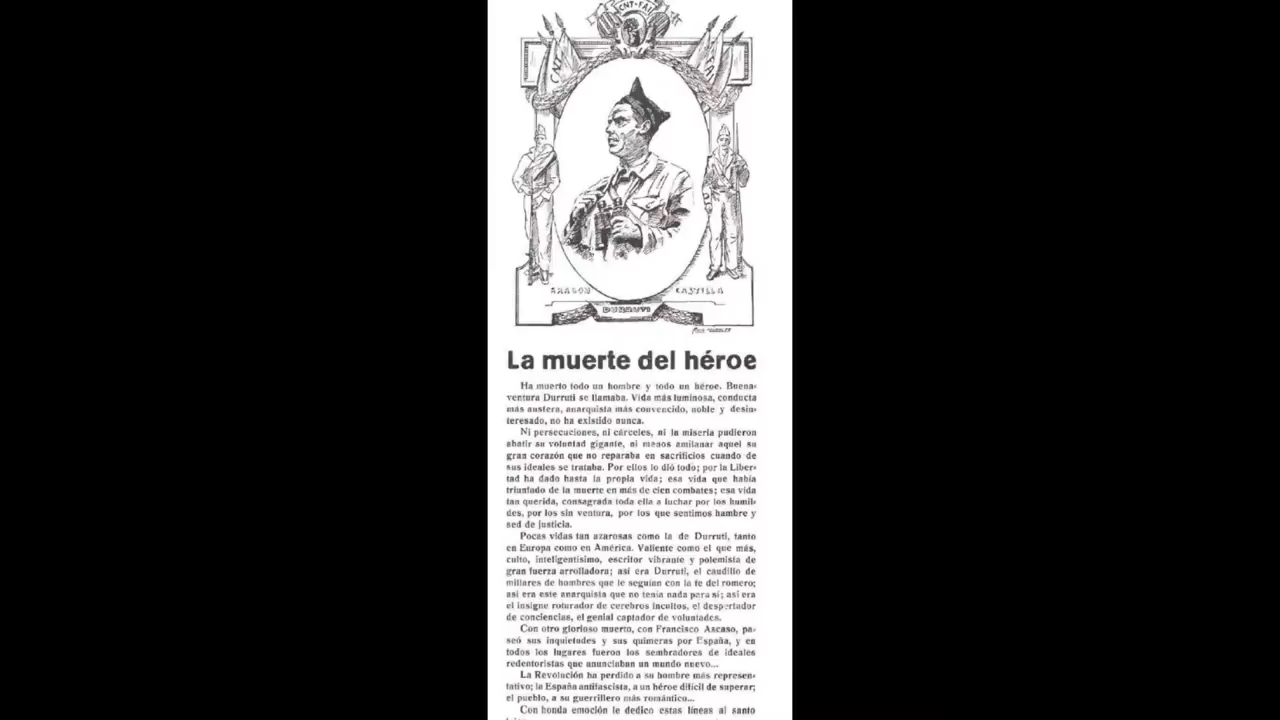 CNT-FAI
CNT
FAI
ARAGON CASTILLA
DURRUTI
La muerte del héroe
Ha muerto todo un hombre y todo un héroe. Buena-
ventura Durruti se llamaba. Vida más luminosa, conducta
más austera, anarquista más convencido, noble y desin-
teresado, no ha existido nunca.
Ni persecuciones, ni cárceles, ni la miseria pudieron
abatir su voluntad gigante, ni menos amilanar aquel su
gran corazón que no reparaba en sacrificios cuando de
sus ideales se trataba. Por ellos lo dió todo; por la Liber-
tad ha dado hasta la propia vida; esa vida que había
triunfado de la muerte en más de cien combates; esa vida
tan querida, consagrada toda ella a luchar por los humil-
des, por los sin ventura, por los que sentimos hambre y
sed de justicia.
Pocas vidas tan azarosas como la de Durruti, tanto
en Europa como en América. Valiente como el que más,
culto, inteligentísimo, escritor vibrante y polemista de
gran fuerza arrolladora; así era Durruti, el caudillo de
millares de hombres que le seguían con la fe del romero;
así era este anarquista que no tenía nada para sí; así era
el insigne roturador de cerebros incultos, el despertador
de conciencias, el genial captador de voluntades.
Con otro glorioso muerto, con Francisco Ascaso, pa-
seó sus inquietudes y sus quimeras por España, y en
todos los lugares fueron los sembradores de ideales
redentoristas que anunciaban un mundo nuevo...
La Revolución ha perdido a su hombre más represen-
tativo; la España antifascista, a un héroe difícil de superar;
el pueblo, a su guerrillero más romántico...
Con honda emoción le dedico estas líneas al santo